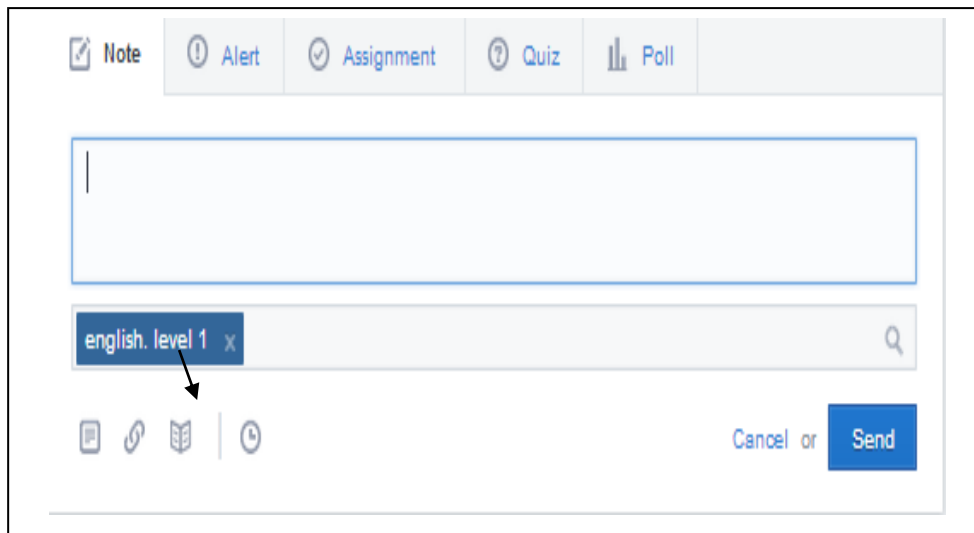 Note Alert Assignment Quiz Poll
english. level 1 x
Cancel or Send